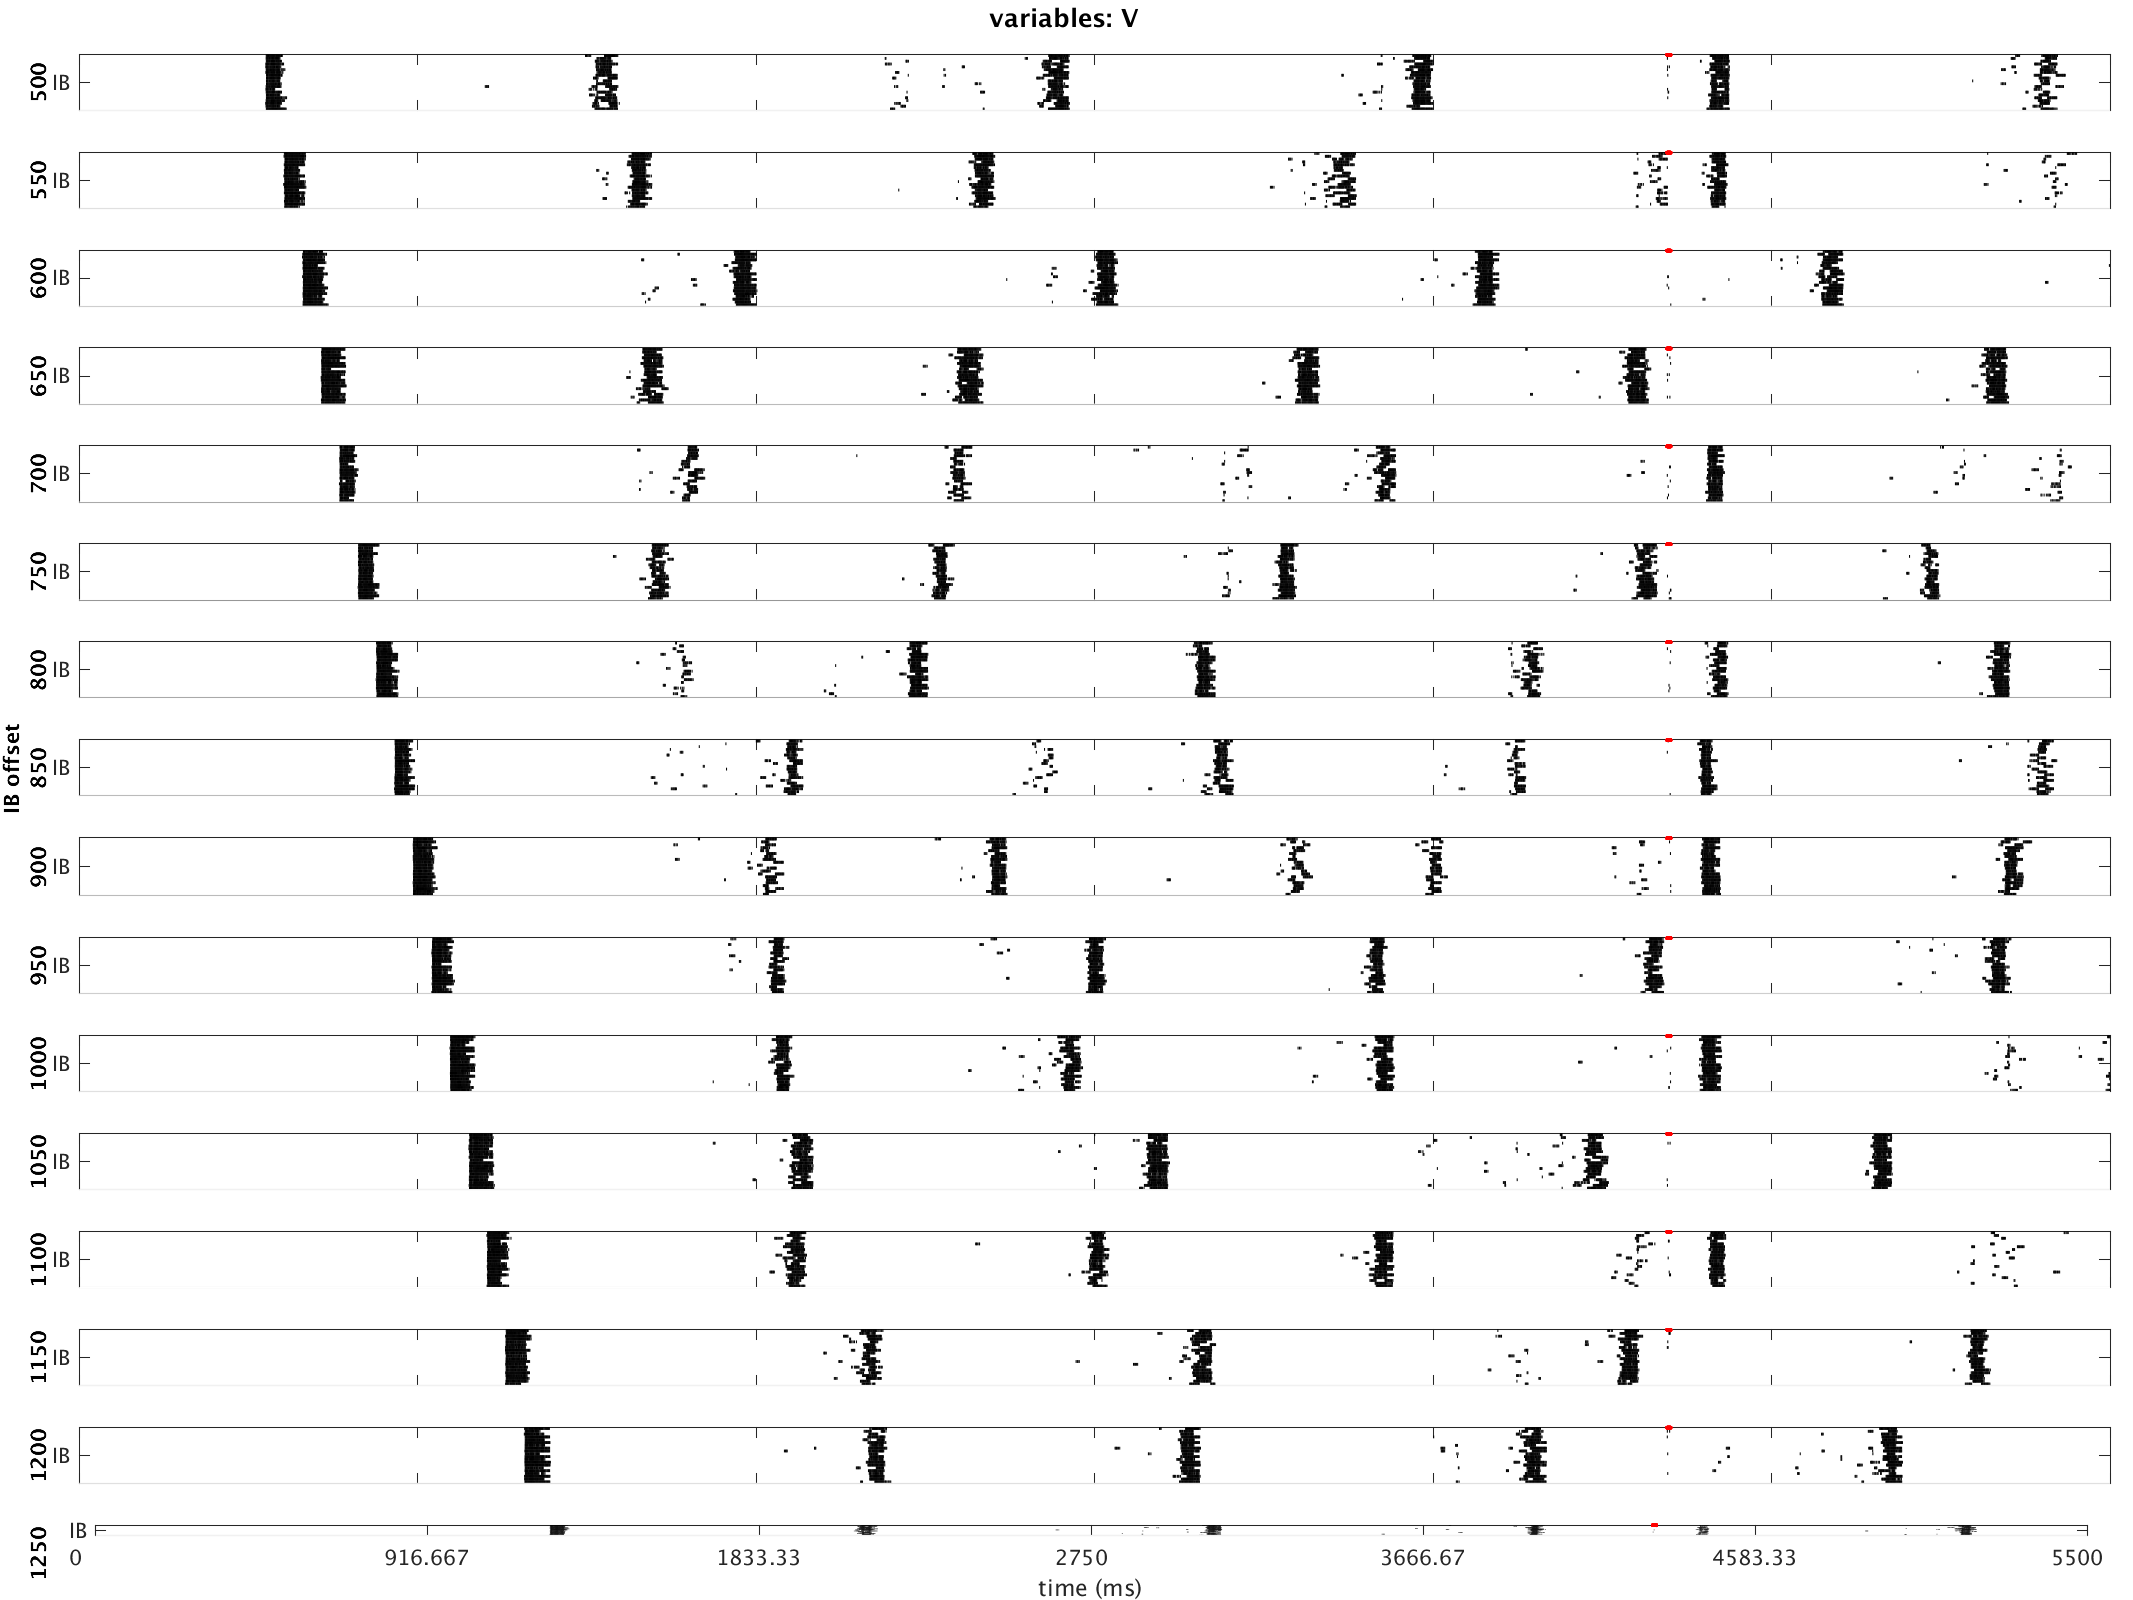 variables: V
500 IB
550 IB
600 IB
650 IB
700 IB
750 IB
800 IB
850 IB
900 IB
950 IB
1000 IB
1050 IB
1100 IB
1150 IB
1200 IB
1250 IB
IB offset
0 916.667 1833.33 2750 3666.67 4583.33 5500
time (ms)